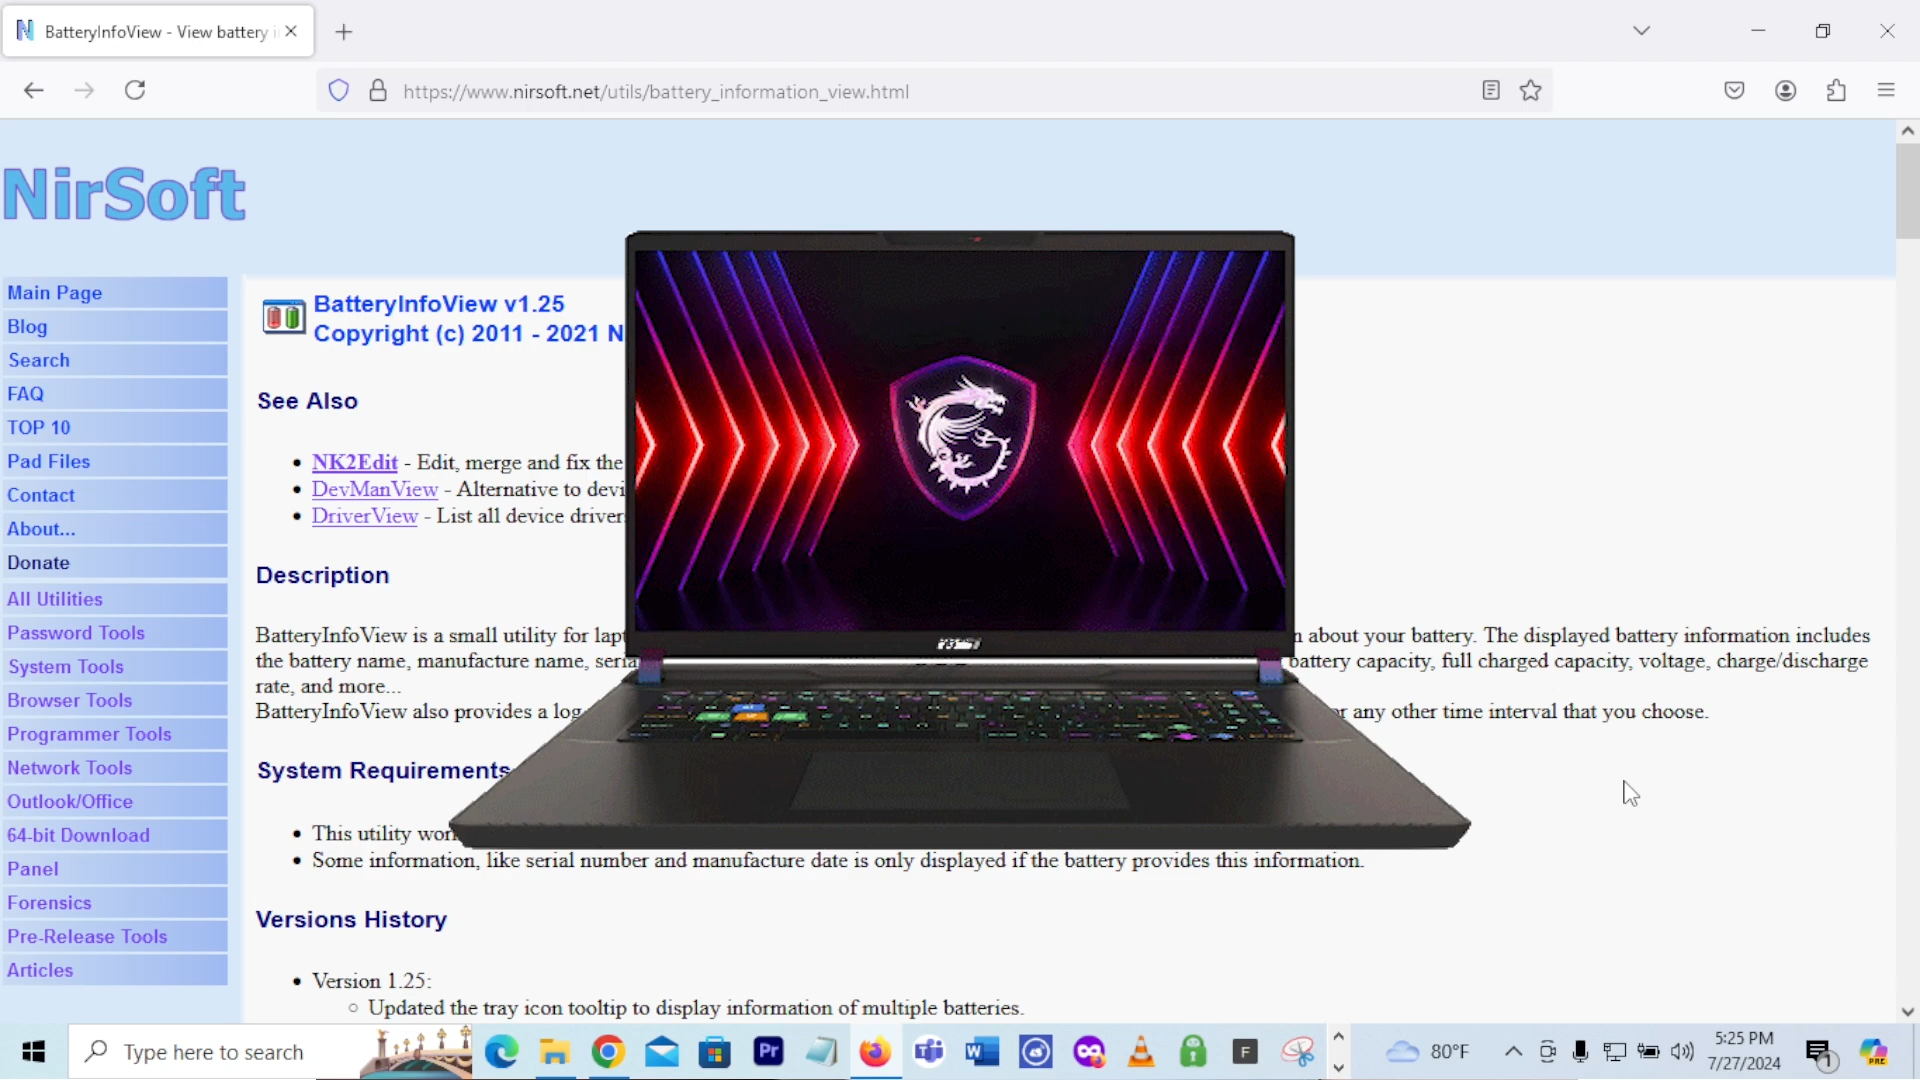 BatteryInfoView - View battery i
https://www.nirsoft.net/utils/battery_information_view.html
NirSoft
Main Page
Blog
Search
FAQ
TOP 10
Pad Files
Contact
About...
Donate
All Utilities
Password Tools
System Tools
Browser Tools
Programmer Tools
Network Tools
Outlook/Office
64-bit Download
Panel
Forensics
Pre-Release Tools
Articles
BatteryInfoView v1.25
Copyright (c) 2011 - 2021 N
See Also
NK2Edit - Edit, merge and fix the
DevManView - Alternative to devi
DriverView - List all device driver
Description
BatteryInfoView is a small utility for lapt n about your battery. The displayed battery information includes
the battery name, manufacture name, seria battery capacity, full charged capacity, voltage, charge/discharge
rate, and more...
BatteryInfoView also provides a log or any other time interval that you choose.
System Requirements
This utility wor
Some information, like serial number and manufacture date is only displayed if the battery provides this information.
Versions History
Version 1.25:
Updated the tray icon tooltip to display information of multiple batteries.
msi
Type here to search
Pr
W
F
80°F
5:25 PM
7/27/2024
1
PRE